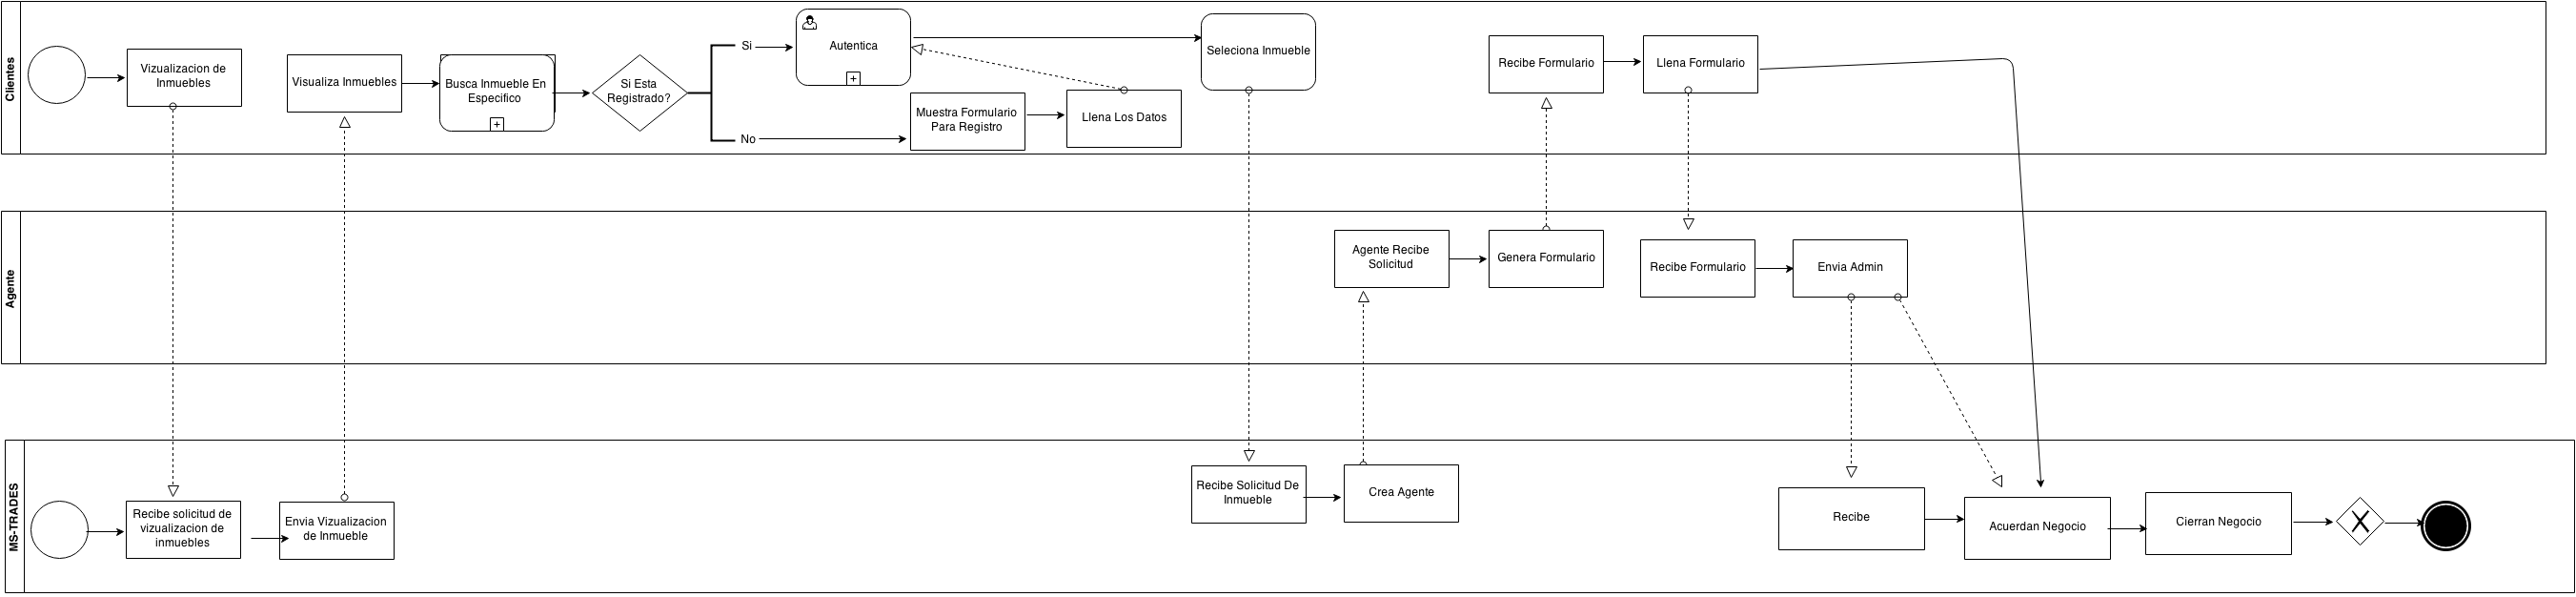 Clientes
Vizualizacion de
Inmuebles
Visualiza Inmuebles
Busca Inmueble En
Especifico
Si Esta
Registrado?
Si
No
Autentica
Muestra Formulario
Para Registro
Llena Los Datos
Seleciona Inmueble
Recibe Formulario
Llena Formulario
Agente
Agente Recibe
Solicitud
Genera Formulario
Recibe Formulario
Envia Admin
MS-TRADES
Recibe solicitud de
vizualizacion de
inmuebles
Envia Vizualizacion
de Inmueble
Recibe Solicitud De
Inmueble
Crea Agente
Recibe
Acuerdan Negocio
Cierran Negocio